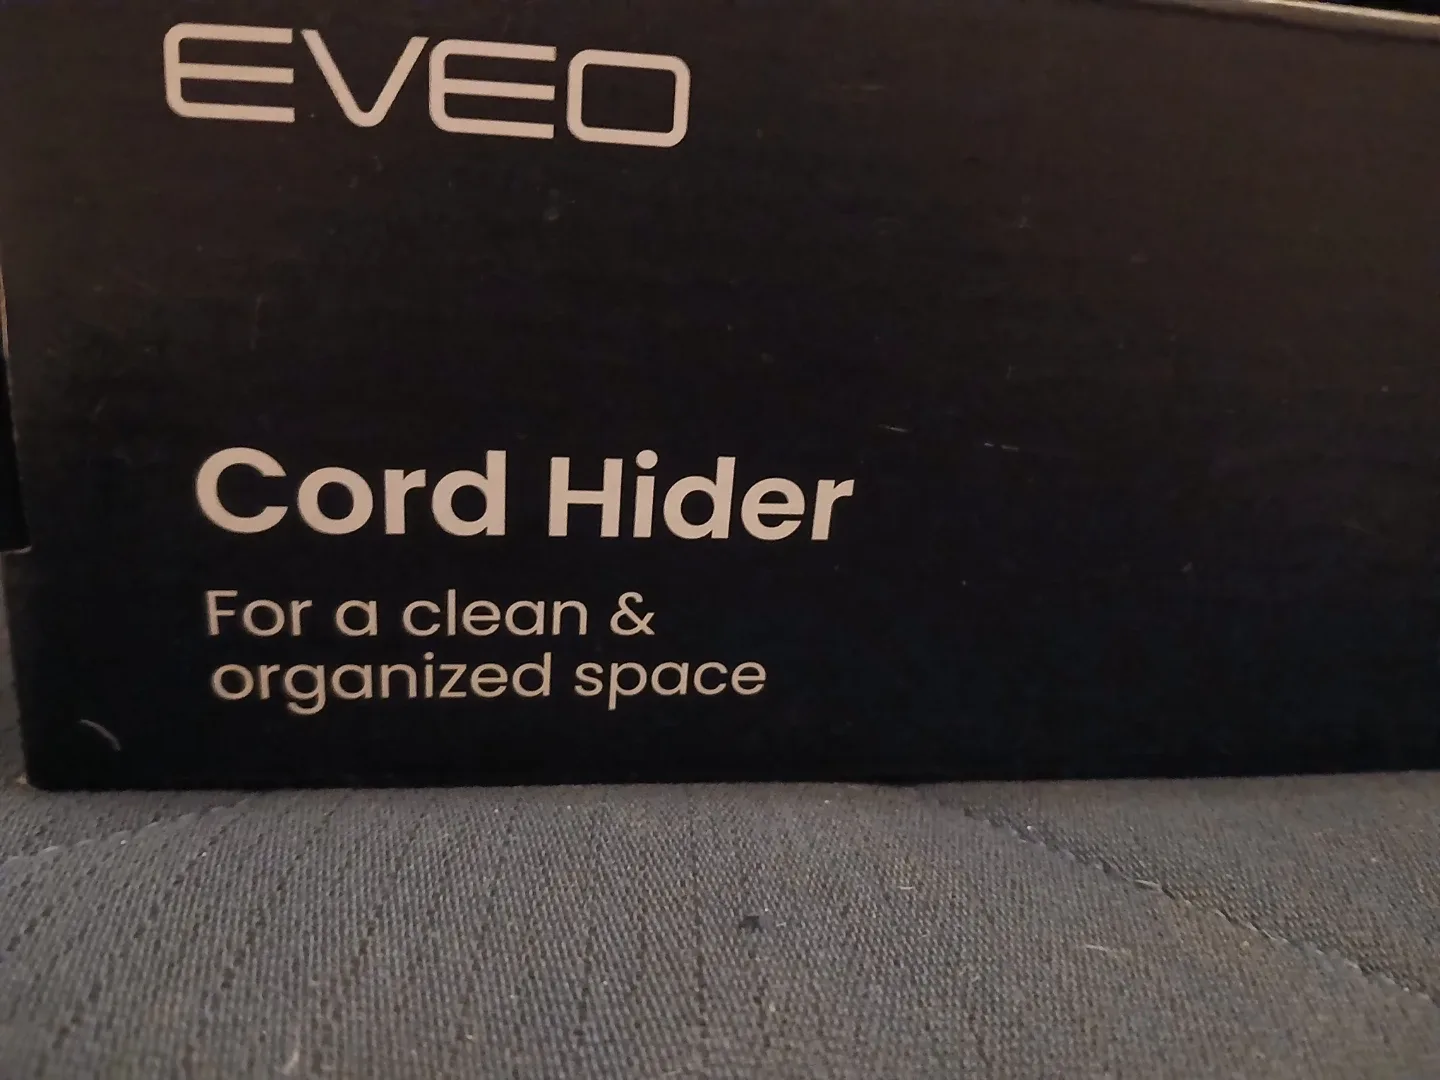 EVEO
Cord Hider
For a clean &
organized space